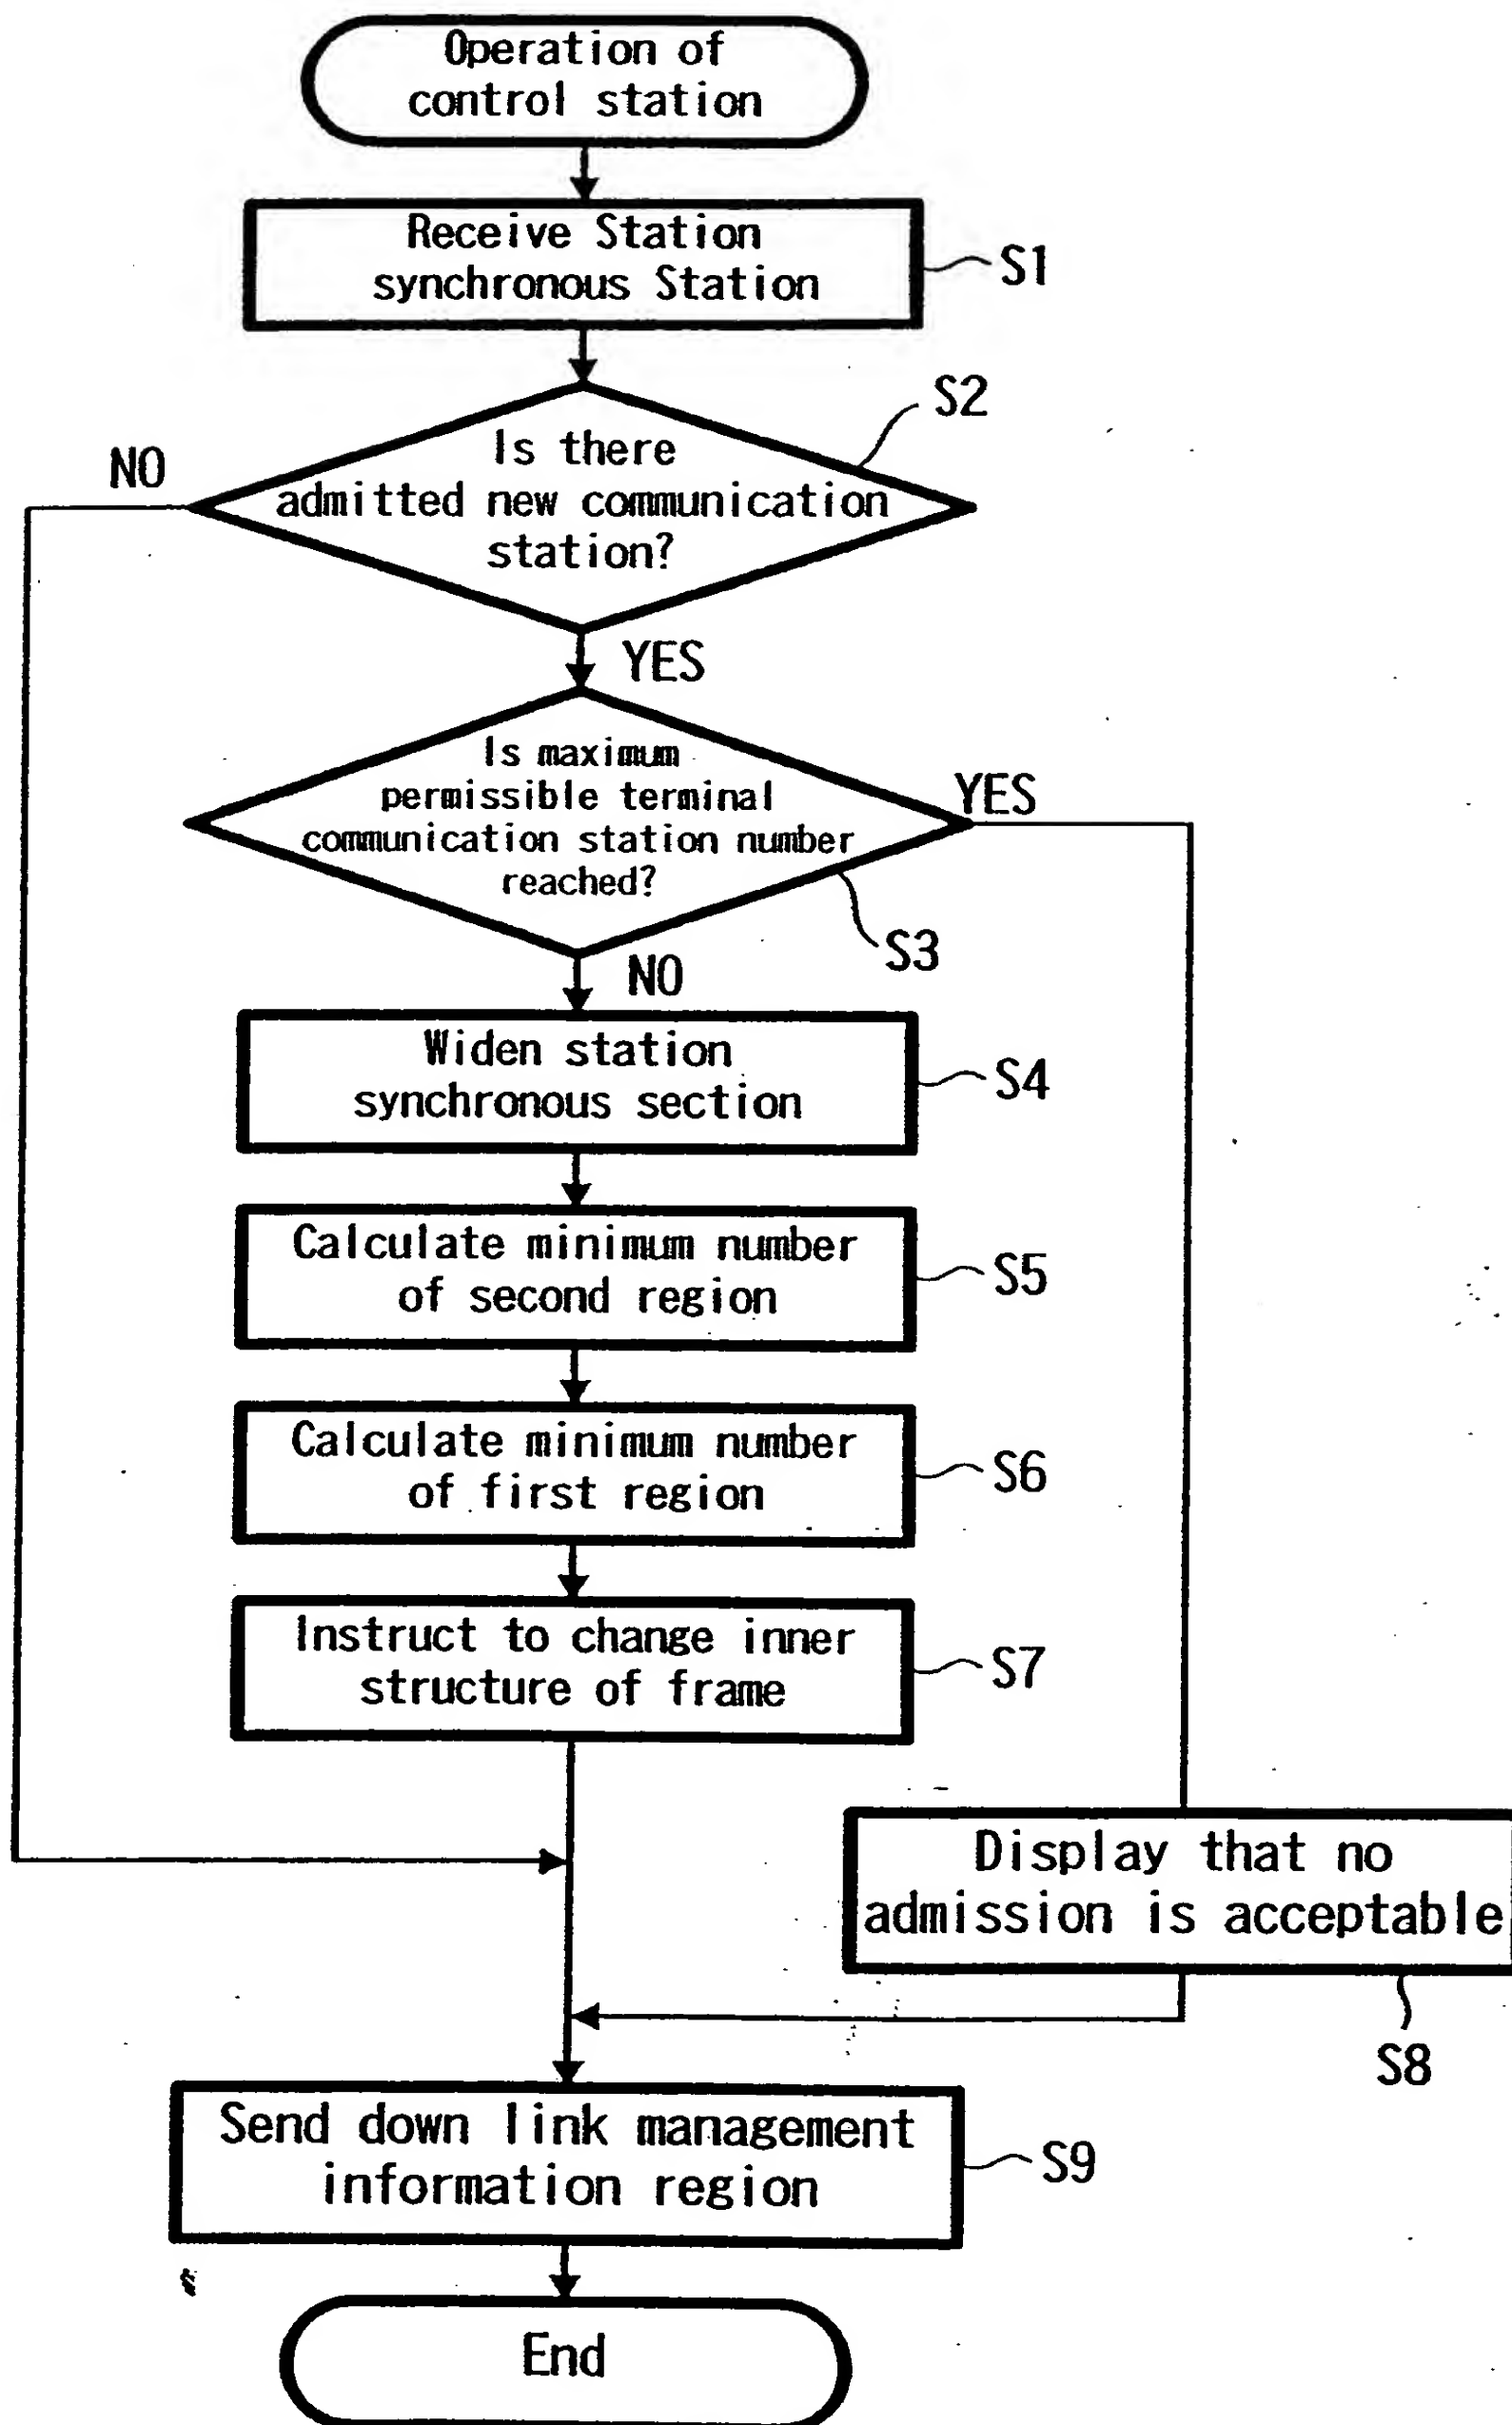 Operation of
control station
Receive Station
synchronous Station
S1
S2
Is there
admitted new communication
station?
NO
YES
Is maximum
permissible terminal
communication station number
reached?
YES
S3
NO
Widen station
synchronous section
S4
Calculate minimum number
of second region
S5
Calculate minimum number
of first region
S6
Instruct to change inner
structure of frame
S7
Display that no
admission is acceptable
S8
Send down link management
information region
S9
End